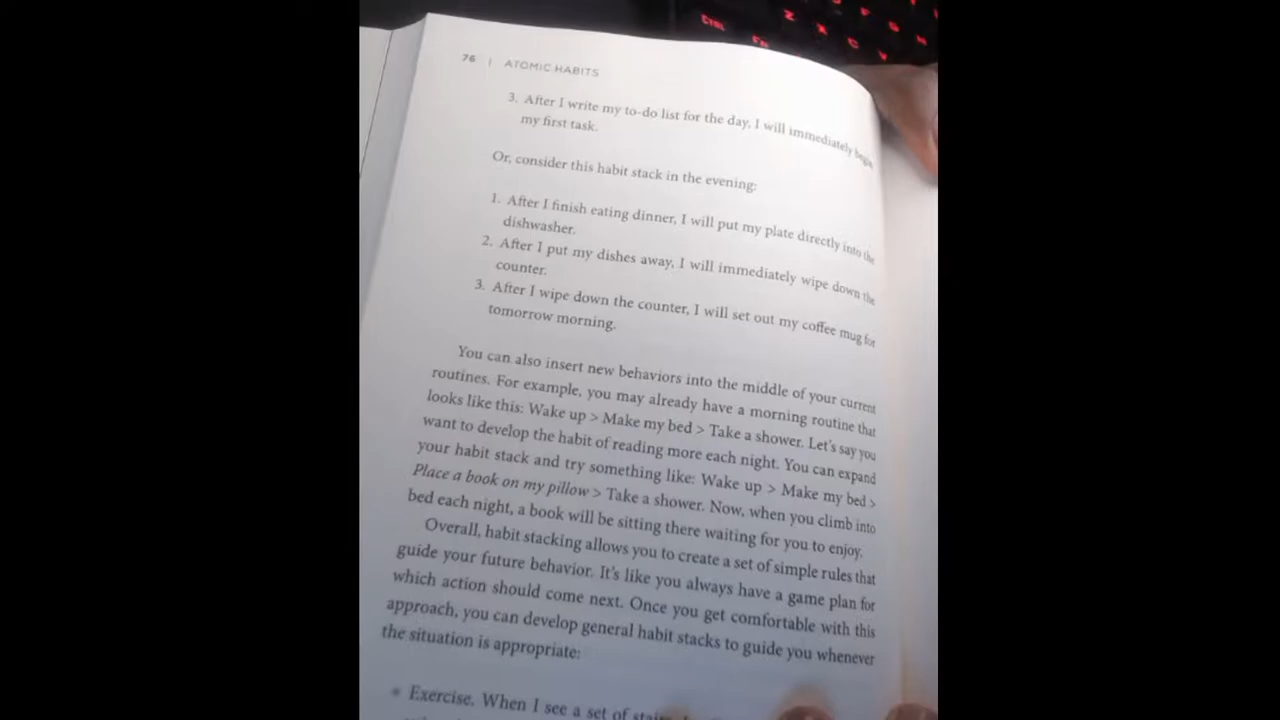 CTRL FN Z X C V F G H
76 | ATOMIC HABITS
3. After I write my to-do list for the day, I will immediately begin
my first task.
Or, consider this habit stack in the evening:
1. After I finish eating dinner, I will put my plate directly into the
dishwasher.
2. After I put my dishes away, I will immediately wipe down the
counter.
3. After I wipe down the counter, I will set out my coffee mug for
tomorrow morning.
You can also insert new behaviors into the middle of your current
routines. For example, you may already have a morning routine that
looks like this: Wake up > Make my bed > Take a shower. Let's say you
want to develop the habit of reading more each night. You can expand
your habit stack and try something like: Wake up > Make my bed >
Place a book on my pillow > Take a shower. Now, when you climb into
bed each night, a book will be sitting there waiting for you to enjoy.
Overall, habit stacking allows you to create a set of simple rules that
guide your future behavior. It's like you always have a game plan for
which action should come next. Once you get comfortable with this
approach, you can develop general habit stacks to guide you whenever
the situation is appropriate:
• Exercise. When I see a set of